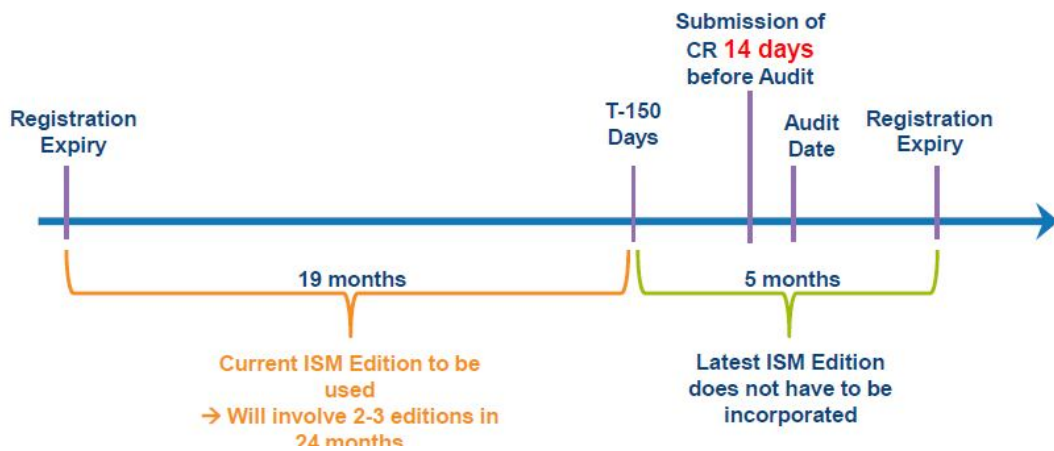 Submission of
CR 14 days
before Audit
Registration
Expiry
T-150
Days
Audit
Date
Registration
Expiry
19 months
5 months
Current ISM Edition to be
used
→ Will involve 2-3 editions in
24 months
Latest ISM Edition
does not have to be
incorporated